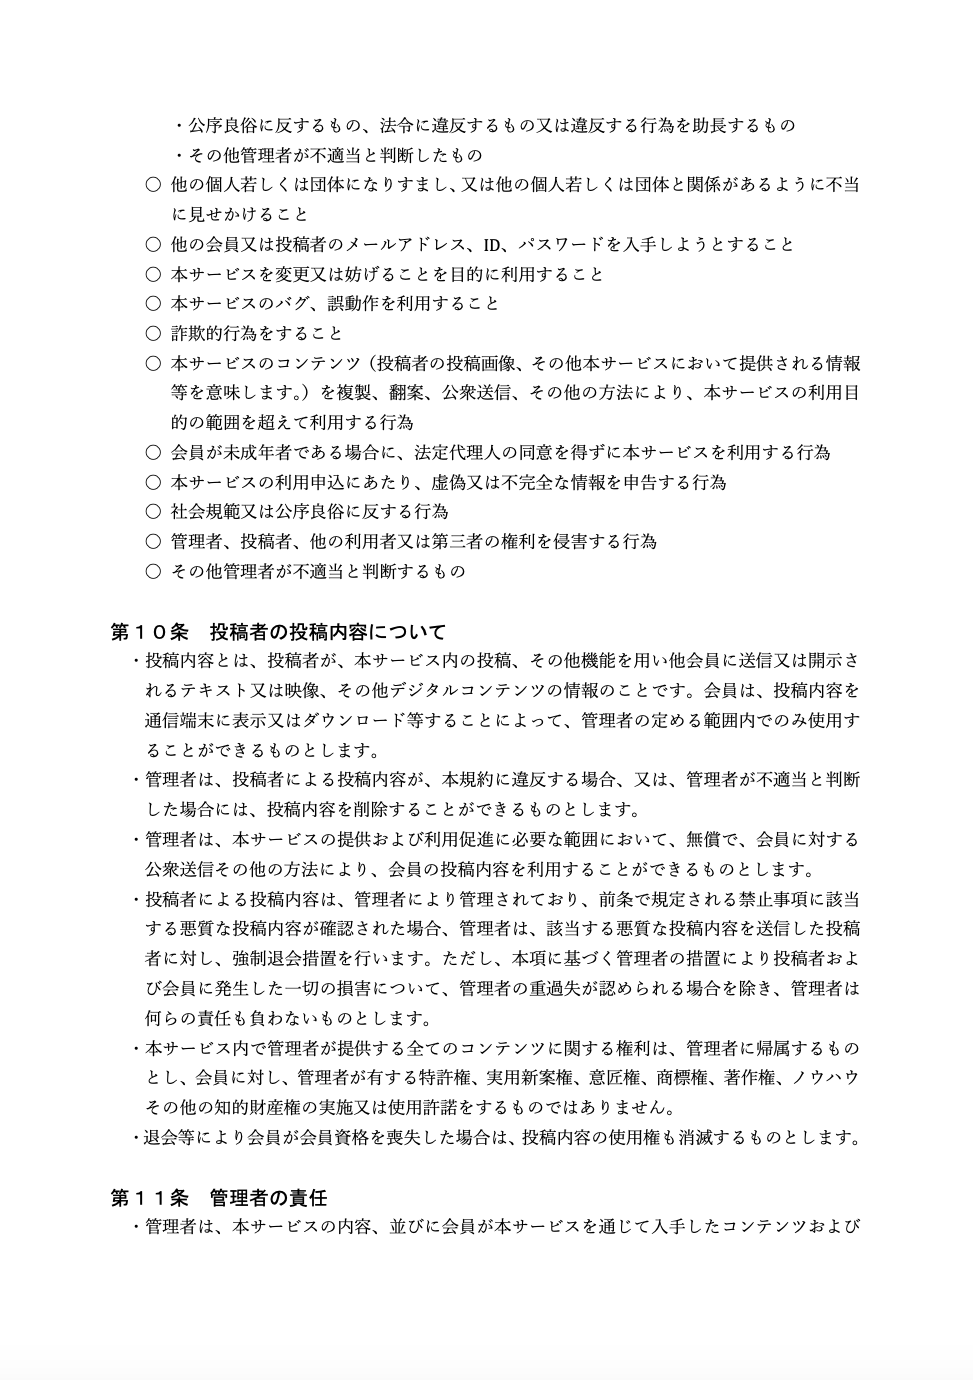 ・公序良俗に反するもの、法令に違反するもの又は違反する行為を助長するもの
・その他管理者が不適当と判断したもの
○ 他の個人若しくは団体になりすまし、又は他の個人若しくは団体と関係があるように不当
に見せかけること
○ 他の会員又は投稿者のメールアドレス、ID、パスワードを入手しようとすること
○ 本サービスを変更又は妨げることを目的に利用すること
○ 本サービスのバグ、誤動作を利用すること
○ 詐欺的行為をすること
○ 本サービスのコンテンツ（投稿者の投稿画像、その他本サービスにおいて提供される情報
等を意味します。）を複製、翻案、公衆送信、その他の方法により、本サービスの利用目
的の範囲を超えて利用する行為
○ 会員が未成年者である場合に、法定代理人の同意を得ずに本サービスを利用する行為
○ 本サービスの利用申込にあたり、虚偽又は不完全な情報を申告する行為
○ 社会規範又は公序良俗に反する行為
○ 管理者、投稿者、他の利用者又は第三者の権利を侵害する行為
○ その他管理者が不適当と判断するもの
第１０条　投稿者の投稿内容について
・投稿内容とは、投稿者が、本サービス内の投稿、その他機能を用い他会員に送信又は開示さ
れるテキスト又は映像、その他デジタルコンテンツの情報のことです。会員は、投稿内容を
通信端末に表示又はダウンロード等することによって、管理者の定める範囲内でのみ使用す
ることができるものとします。
・管理者は、投稿者による投稿内容が、本規約に違反する場合、又は、管理者が不適当と判断
した場合には、投稿内容を削除することができるものとします。
・管理者は、本サービスの提供および利用促進に必要な範囲において、無償で、会員に対する
公衆送信その他の方法により、会員の投稿内容を利用することができるものとします。
・投稿者による投稿内容は、管理者により管理されており、前条で規定される禁止事項に該当
する悪質な投稿内容が確認された場合、管理者は、該当する悪質な投稿内容を送信した投稿
者に対し、強制退会措置を行います。ただし、本項に基づく管理者の措置により投稿者およ
び会員に発生した一切の損害について、管理者の重過失が認められる場合を除き、管理者は
何らの責任も負わないものとします。
・本サービス内で管理者が提供する全てのコンテンツに関する権利は、管理者に帰属するもの
とし、会員に対し、管理者が有する特許権、実用新案権、意匠権、商標権、著作権、ノウハウ
その他の知的財産権の実施又は使用許諾をするものではありません。
・退会等により会員が会員資格を喪失した場合は、投稿内容の使用権も消滅するものとします。
第１１条　管理者の責任
・管理者は、本サービスの内容、並びに会員が本サービスを通じて入手したコンテンツおよび